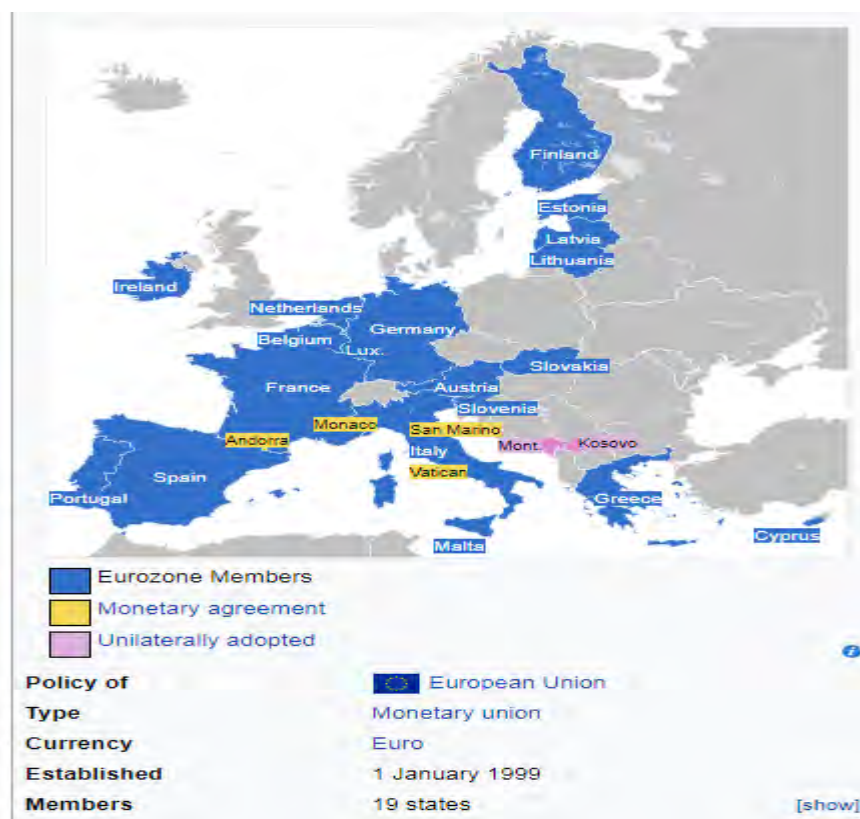 Finland
Estonia
Latvia
Lithuania
Ireland
Netherlands
Germany
Belgium
Lux.
Slovakia
France
Austria
Slovenia
Monaco
San Marino
Andorra
Mont.
Kosovo
Italy
Vatican
Spain
Portugal
Greece
Cyprus
Malta
Eurozone Members
Monetary agreement
Unilaterally adopted
i
Policy of European Union
Type Monetary union
Currency Euro
Established 1 January 1999
Members 19 states [show]